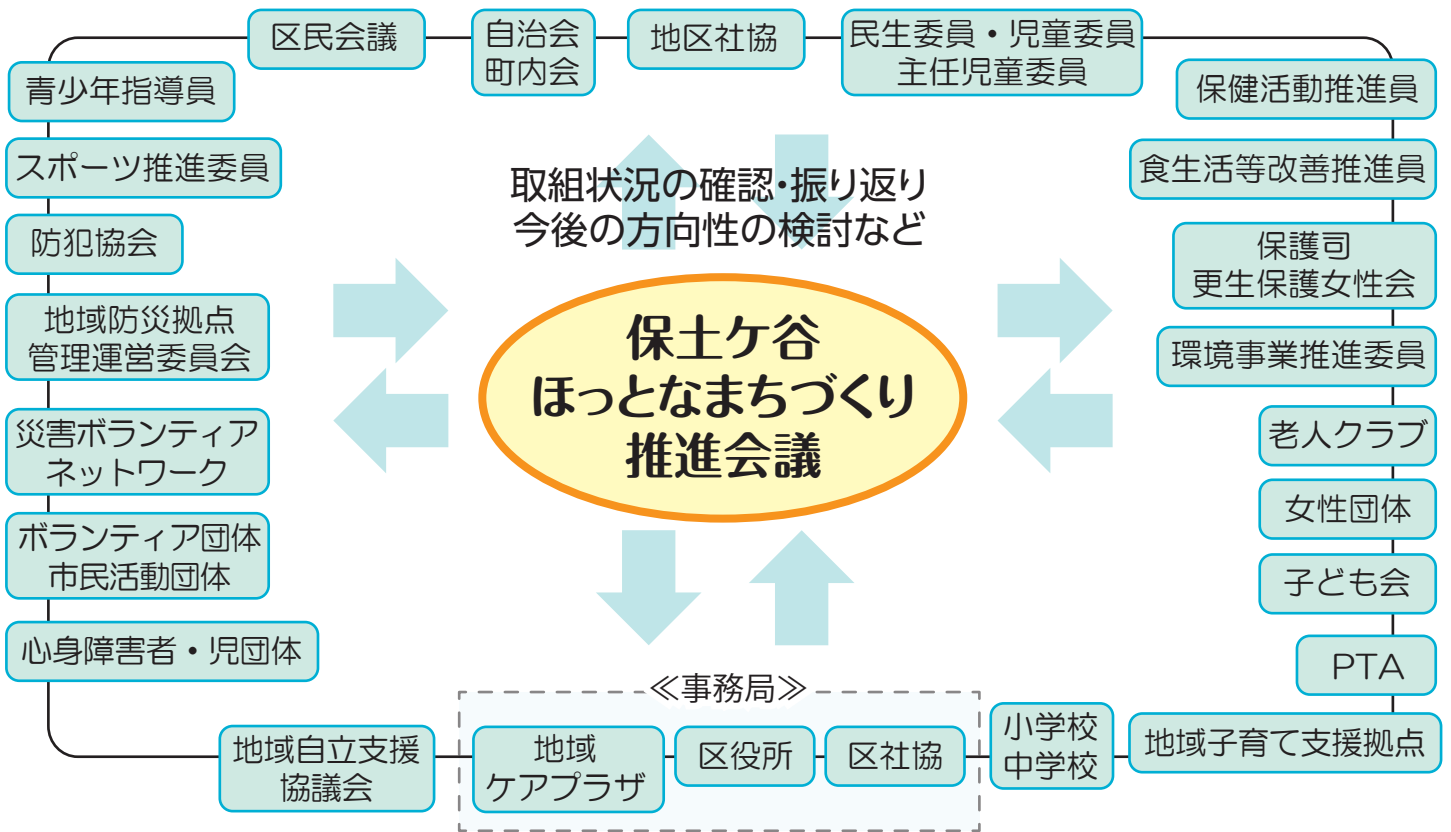 区民会議
自治会
町内会
地区社協
民生委員・児童委員
主任児童委員
青少年指導員
スポーツ推進委員
防犯協会
地域防災拠点
管理運営委員会
災害ボランティア
ネットワーク
ボランティア団体
市民活動団体
心身障害者・児団体
取組状況の確認・振り返り
今後の方向性の検討など
保土ケ谷
ほっとなまちづくり
推進会議
保健活動推進員
食生活等改善推進員
保護司
更生保護女性会
環境事業推進委員
老人クラブ
女性団体
子ども会
PTA
≪事務局≫
地域自立支援
協議会
地域
ケアプラザ
区役所
区社協
小学校
中学校
地域子育て支援拠点